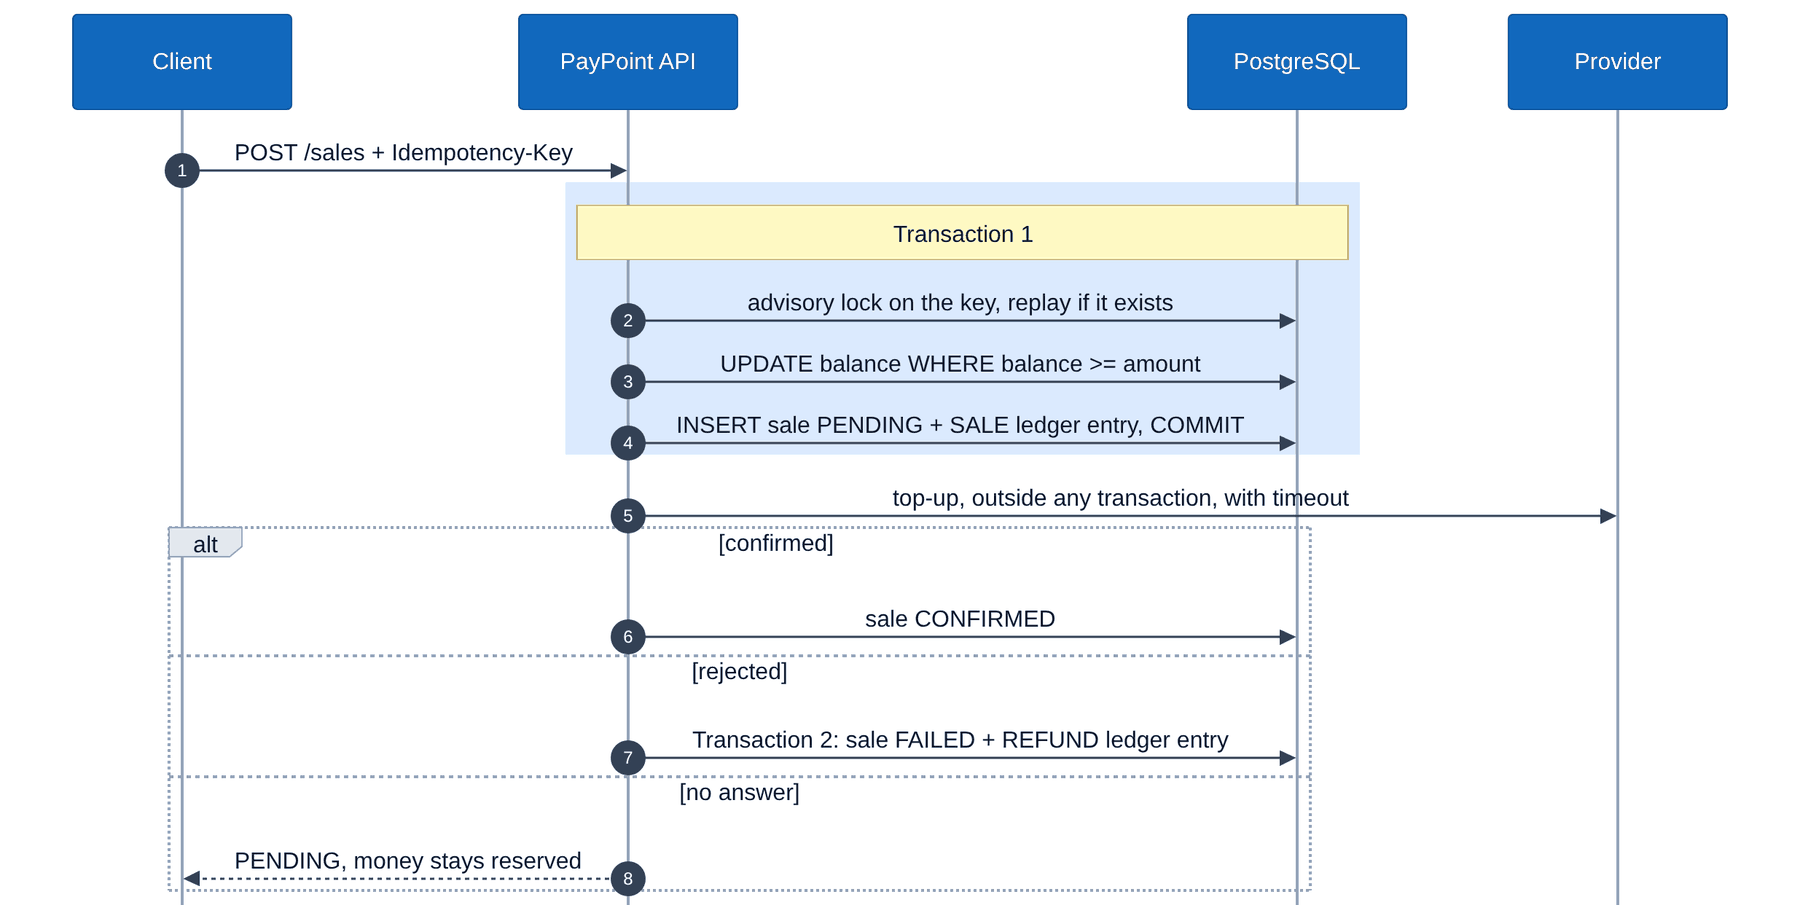 Client
PayPoint API
PostgreSQL
Provider
POST /sales + Idempotency-Key
1
Transaction 1
advisory lock on the key, replay if it exists
2
UPDATE balance WHERE balance >= amount
3
INSERT sale PENDING + SALE ledger entry, COMMIT
4
top-up, outside any transaction, with timeout
5
alt
[confirmed]
sale CONFIRMED
6
[rejected]
Transaction 2: sale FAILED + REFUND ledger entry
7
[no answer]
PENDING, money stays reserved
8